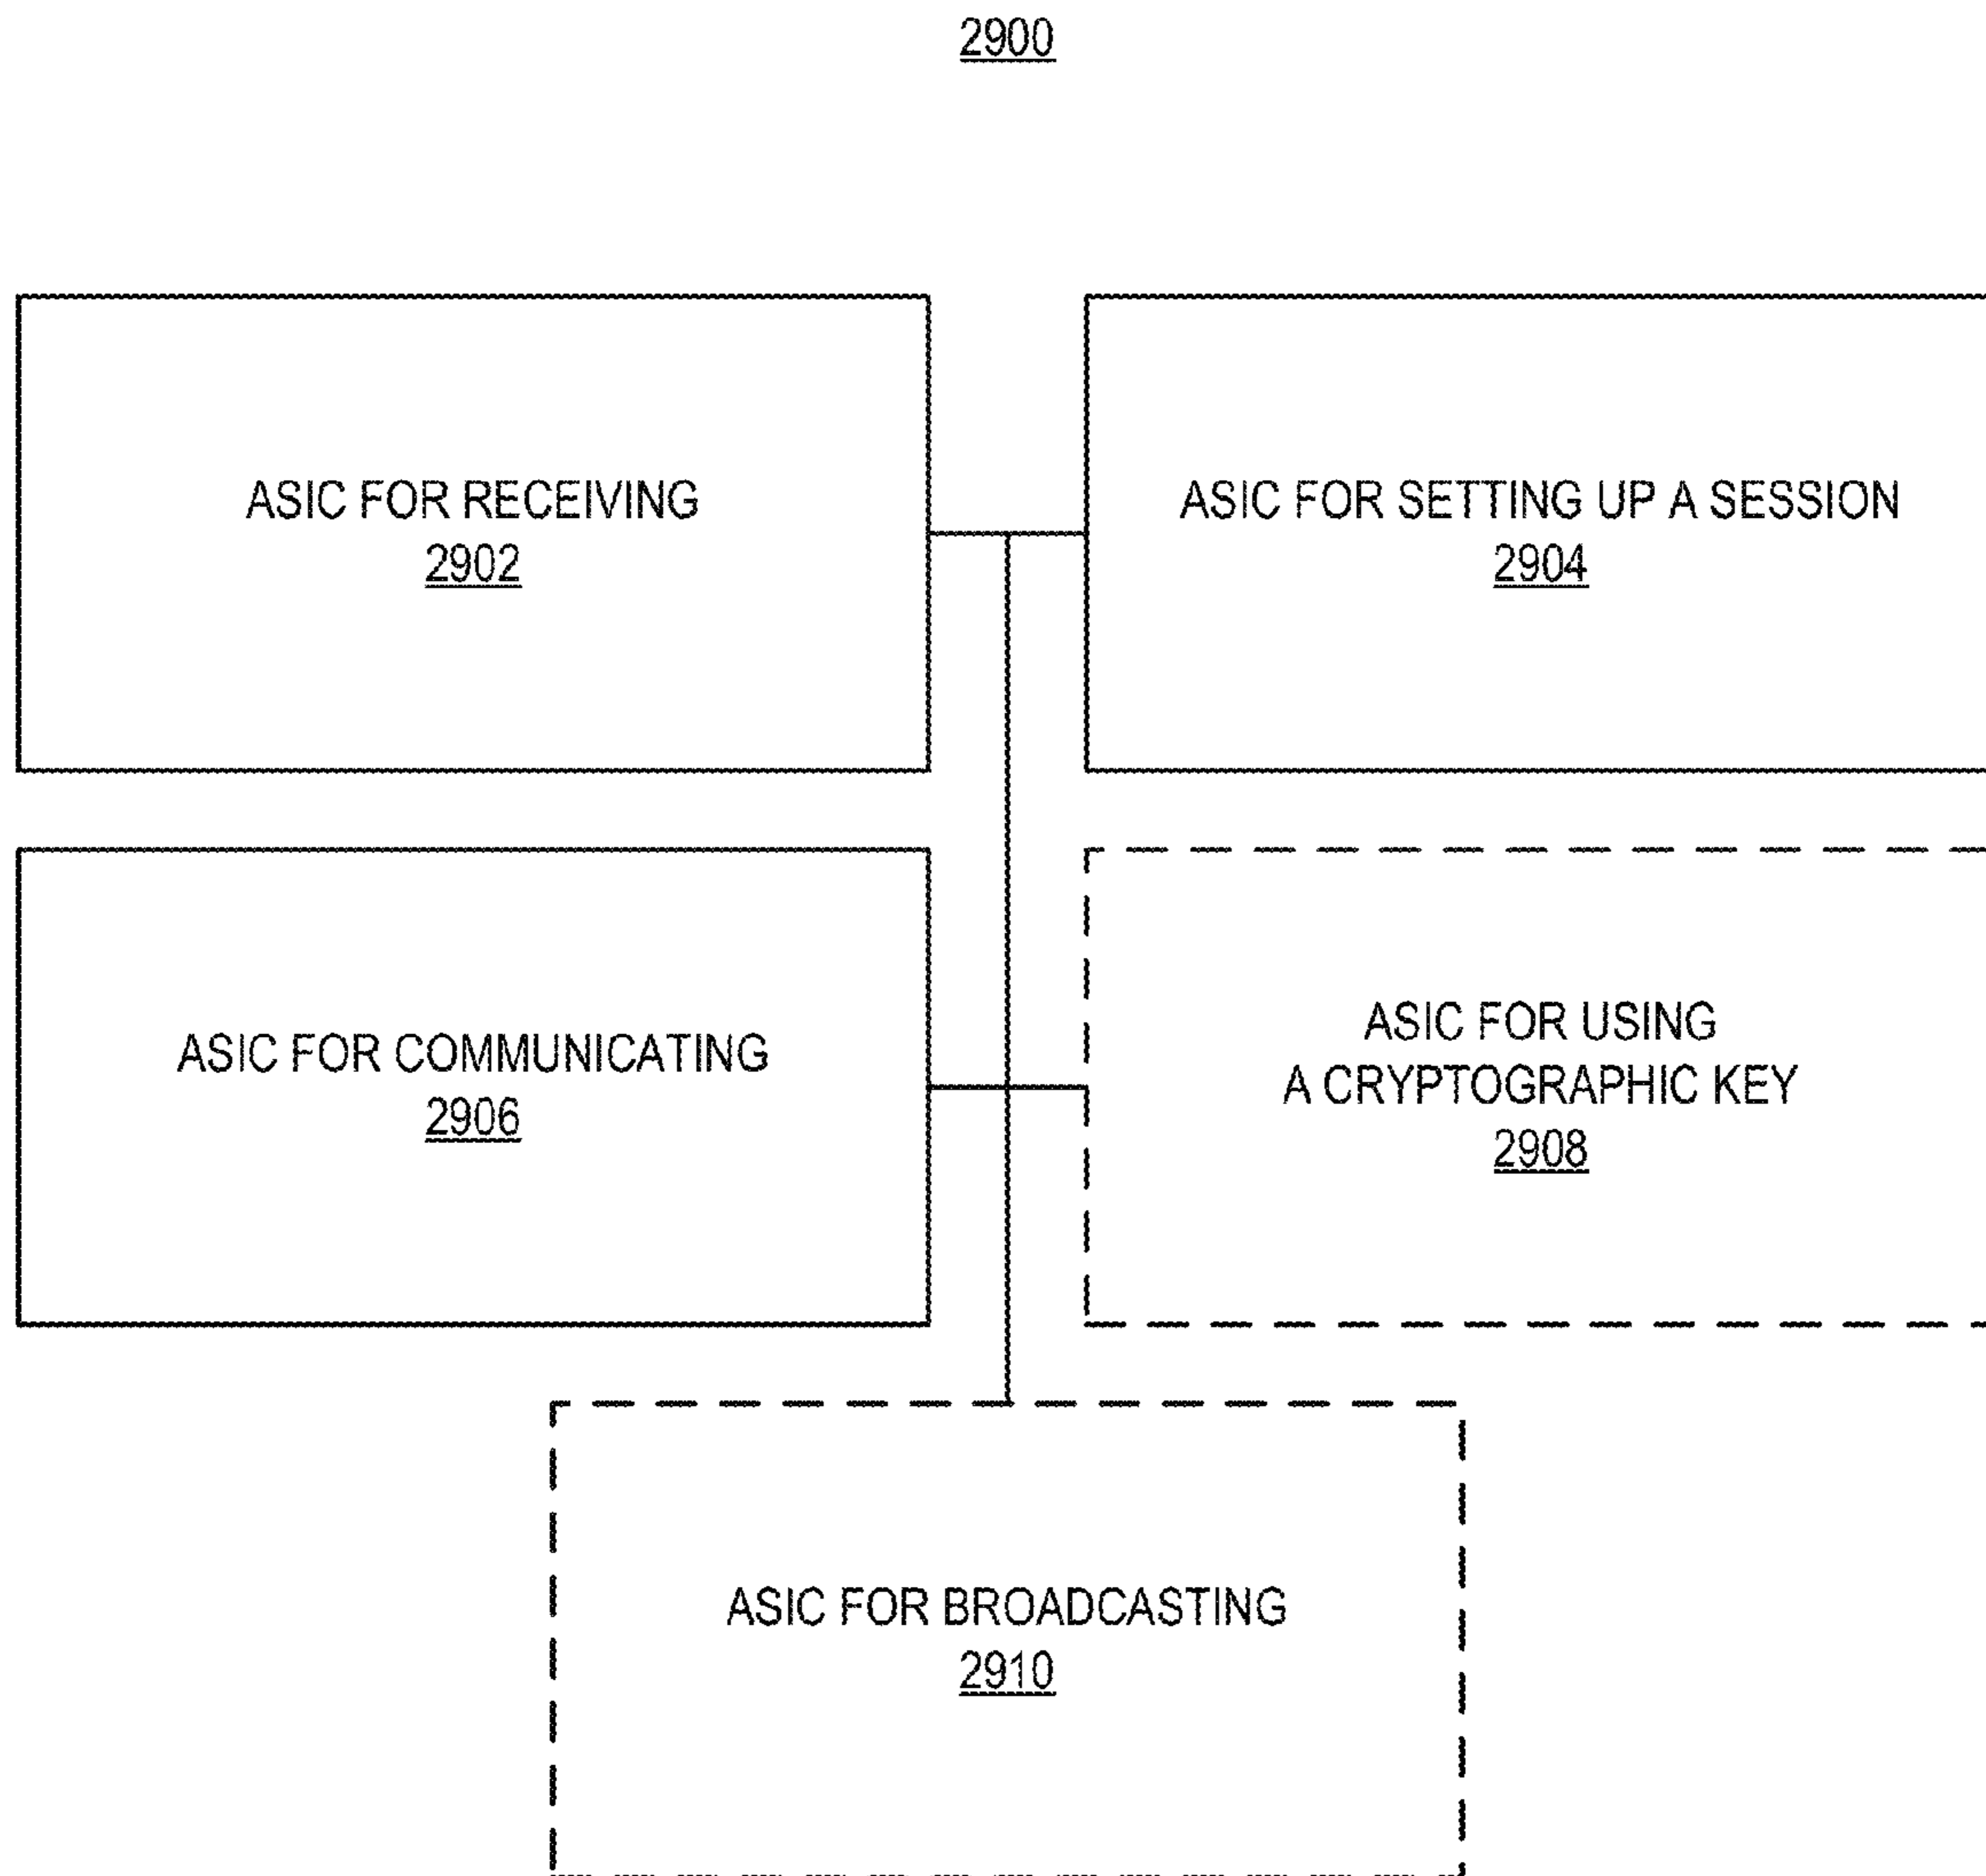 2900
ASIC FOR RECEIVING
2902
ASIC FOR SETTING UP A SESSION
2904
ASIC FOR COMMUNICATING
2906
ASIC FOR USING
A CRYPTOGRAPHIC KEY
2908
ASIC FOR BROADCASTING
2910